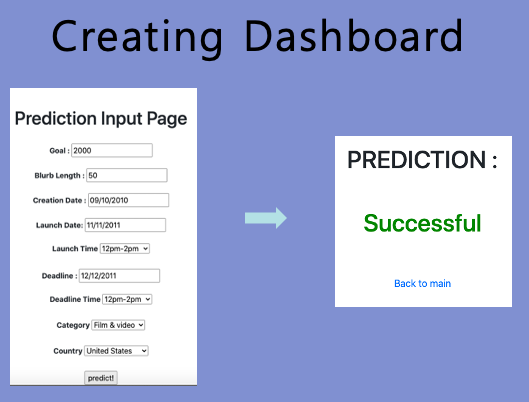 Creating Dashboard
Prediction Input Page
Goal : 2000
Blurb Length : 50
Creation Date : 09/10/2010
Launch Date: 11/11/2011
Launch Time 12pm-2pm
Deadline : 12/12/2011
Deadline Time 12pm-2pm
Category Film & video
Country United States
predict!
PREDICTION :
Successful
Back to main